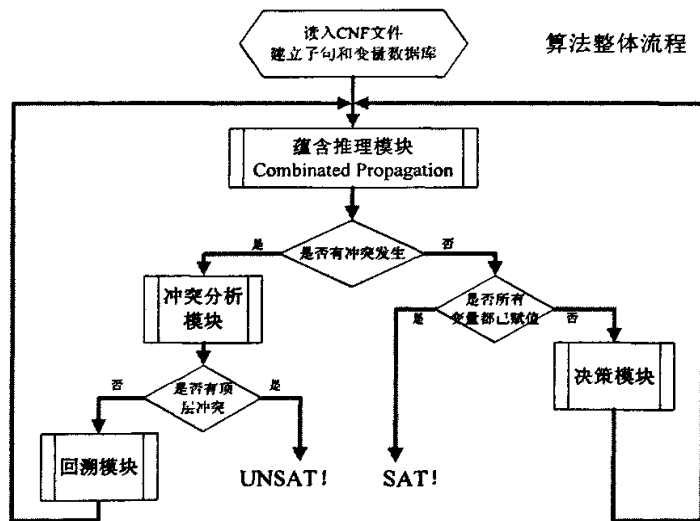 读入CNF文件
建立子句和变量数据库
算法整体流程
蕴含推理模块
Combinated Propagation
是否有冲突发生
是
否
冲突分析
模块
是否所有
变量都已赋值
是
否
是否有顶
层冲突
否
是
决策模块
回溯模块
UNSAT!
SAT!